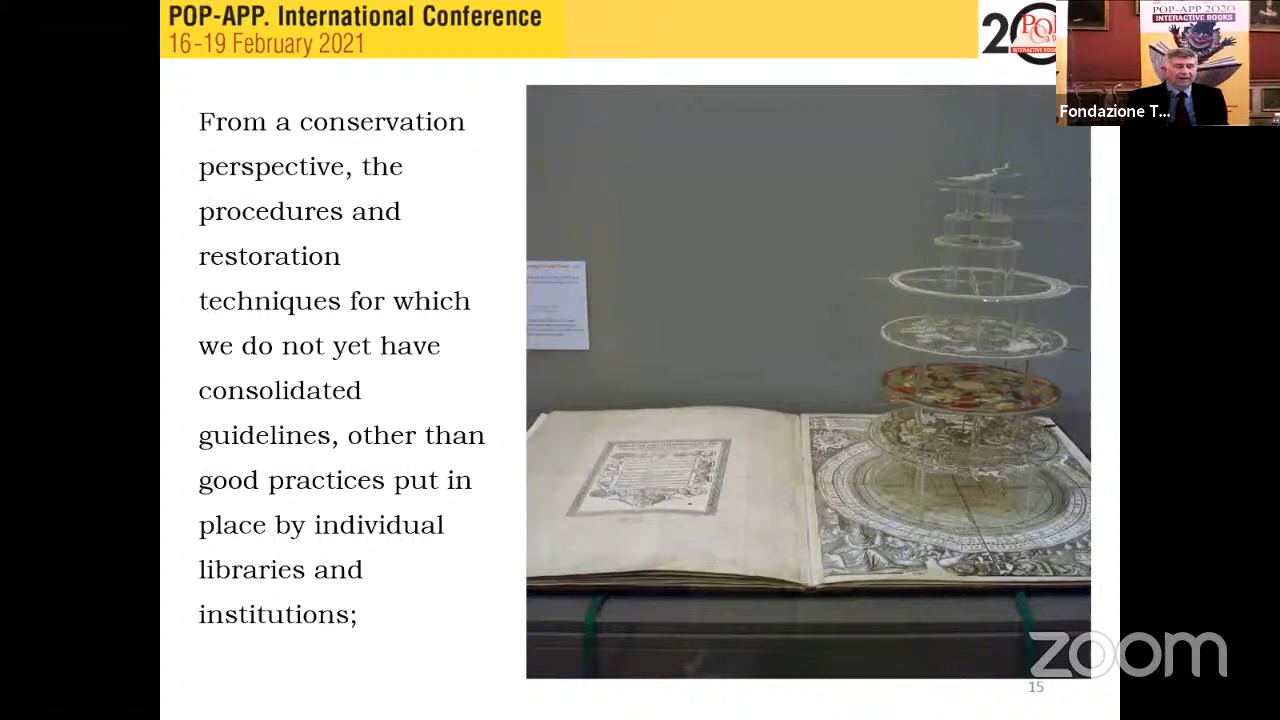 POP-APP. International Conference
16-19 February 2021
20
POP-APP 2020
INTERACTIVE BOOKS
Fondazione T...
From a conservation
perspective, the
procedures and
restoration
techniques for which
we do not yet have
consolidated
guidelines, other than
good practices put in
place by individual
libraries and
institutions;
zoom
15